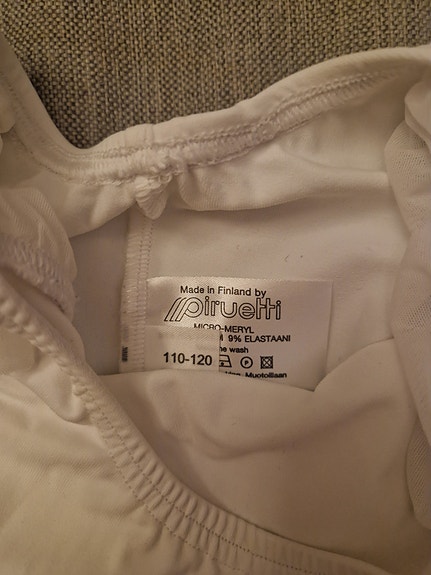 Made in Finland by
piruetti
MICRO-MERYL
9% ELASTAANI
wash
110-120
P
Muotoillaan